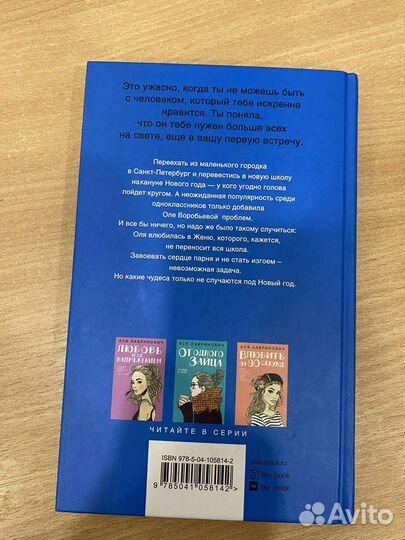 Это ужасно, когда ты не можешь быть
с человеком, который тебе искренне
нравится. Ты поняла,
что он тебе нужен больше всех
на свете, еще в вашу первую встречу.
Переехать из маленького городка
в Санкт-Петербург и перевестись в новую школу
накануне Нового года — у кого угодно голова
пойдет кругом. А неожиданная популярность среди
одноклассников только добавила
Оле Воробьевой проблем.
И все бы ничего, но надо же было такому случиться:
Оля влюбилась в Женю, которого, кажется,
не переносит вся школа.
Завоевать сердце парня и не стать изгоем —
невозможная задача.
Но какие чудеса только не случаются под Новый год.
АСЯ ЛАВРИНОВИЧ
ЛЮБОВЬ
ПОД
НАПРЯЖЕНИЕМ
АСЯ ЛАВРИНОВИЧ
ОТ ОДНОГО
ЗАЙЦА
АСЯ ЛАВРИНОВИЧ
ВЛЮБИТЬ
ЗА 90 СЕКУНД
ЧИТАЙТЕ В СЕРИИ
ISBN 978-5-04-105814-2
9 785041 058142 >
like_book
like_book
Avito